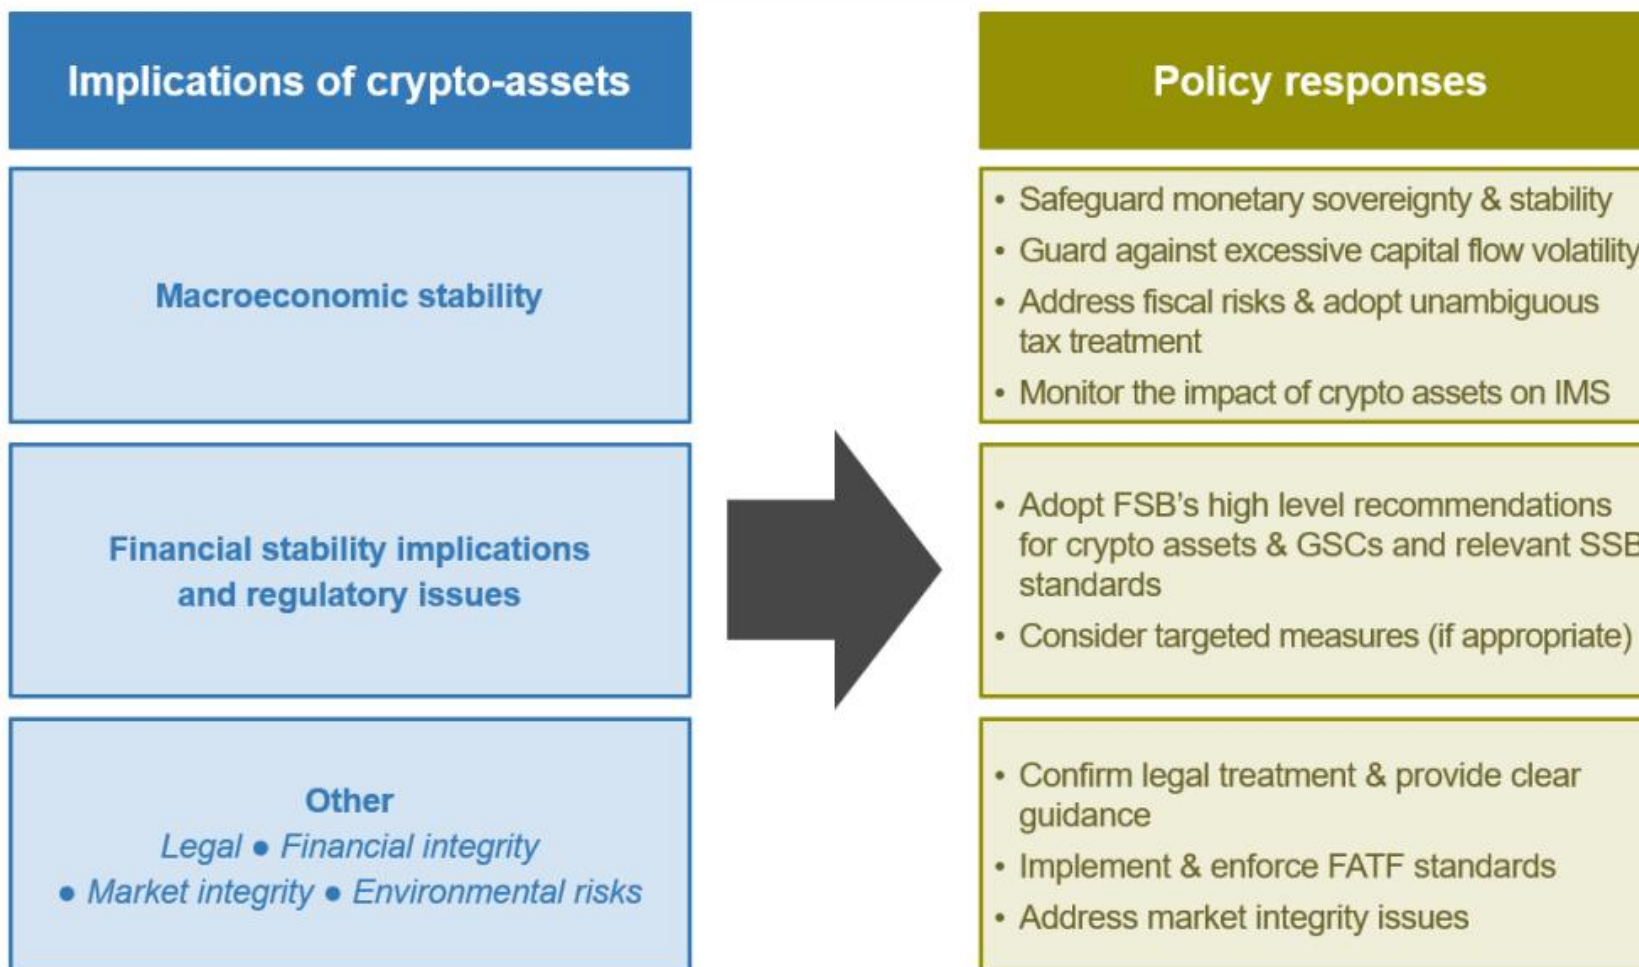 Implications of crypto-assets
Policy responses
Macroeconomic stability
• Safeguard monetary sovereignty & stability
• Guard against excessive capital flow volatility
• Address fiscal risks & adopt unambiguous
tax treatment
• Monitor the impact of crypto assets on IMS
Financial stability implications
and regulatory issues
• Adopt FSB’s high level recommendations
for crypto assets & GSCs and relevant SSB
standards
• Consider targeted measures (if appropriate)
Other
Legal ● Financial integrity
● Market integrity ● Environmental risks
• Confirm legal treatment & provide clear
guidance
• Implement & enforce FATF standards
• Address market integrity issues